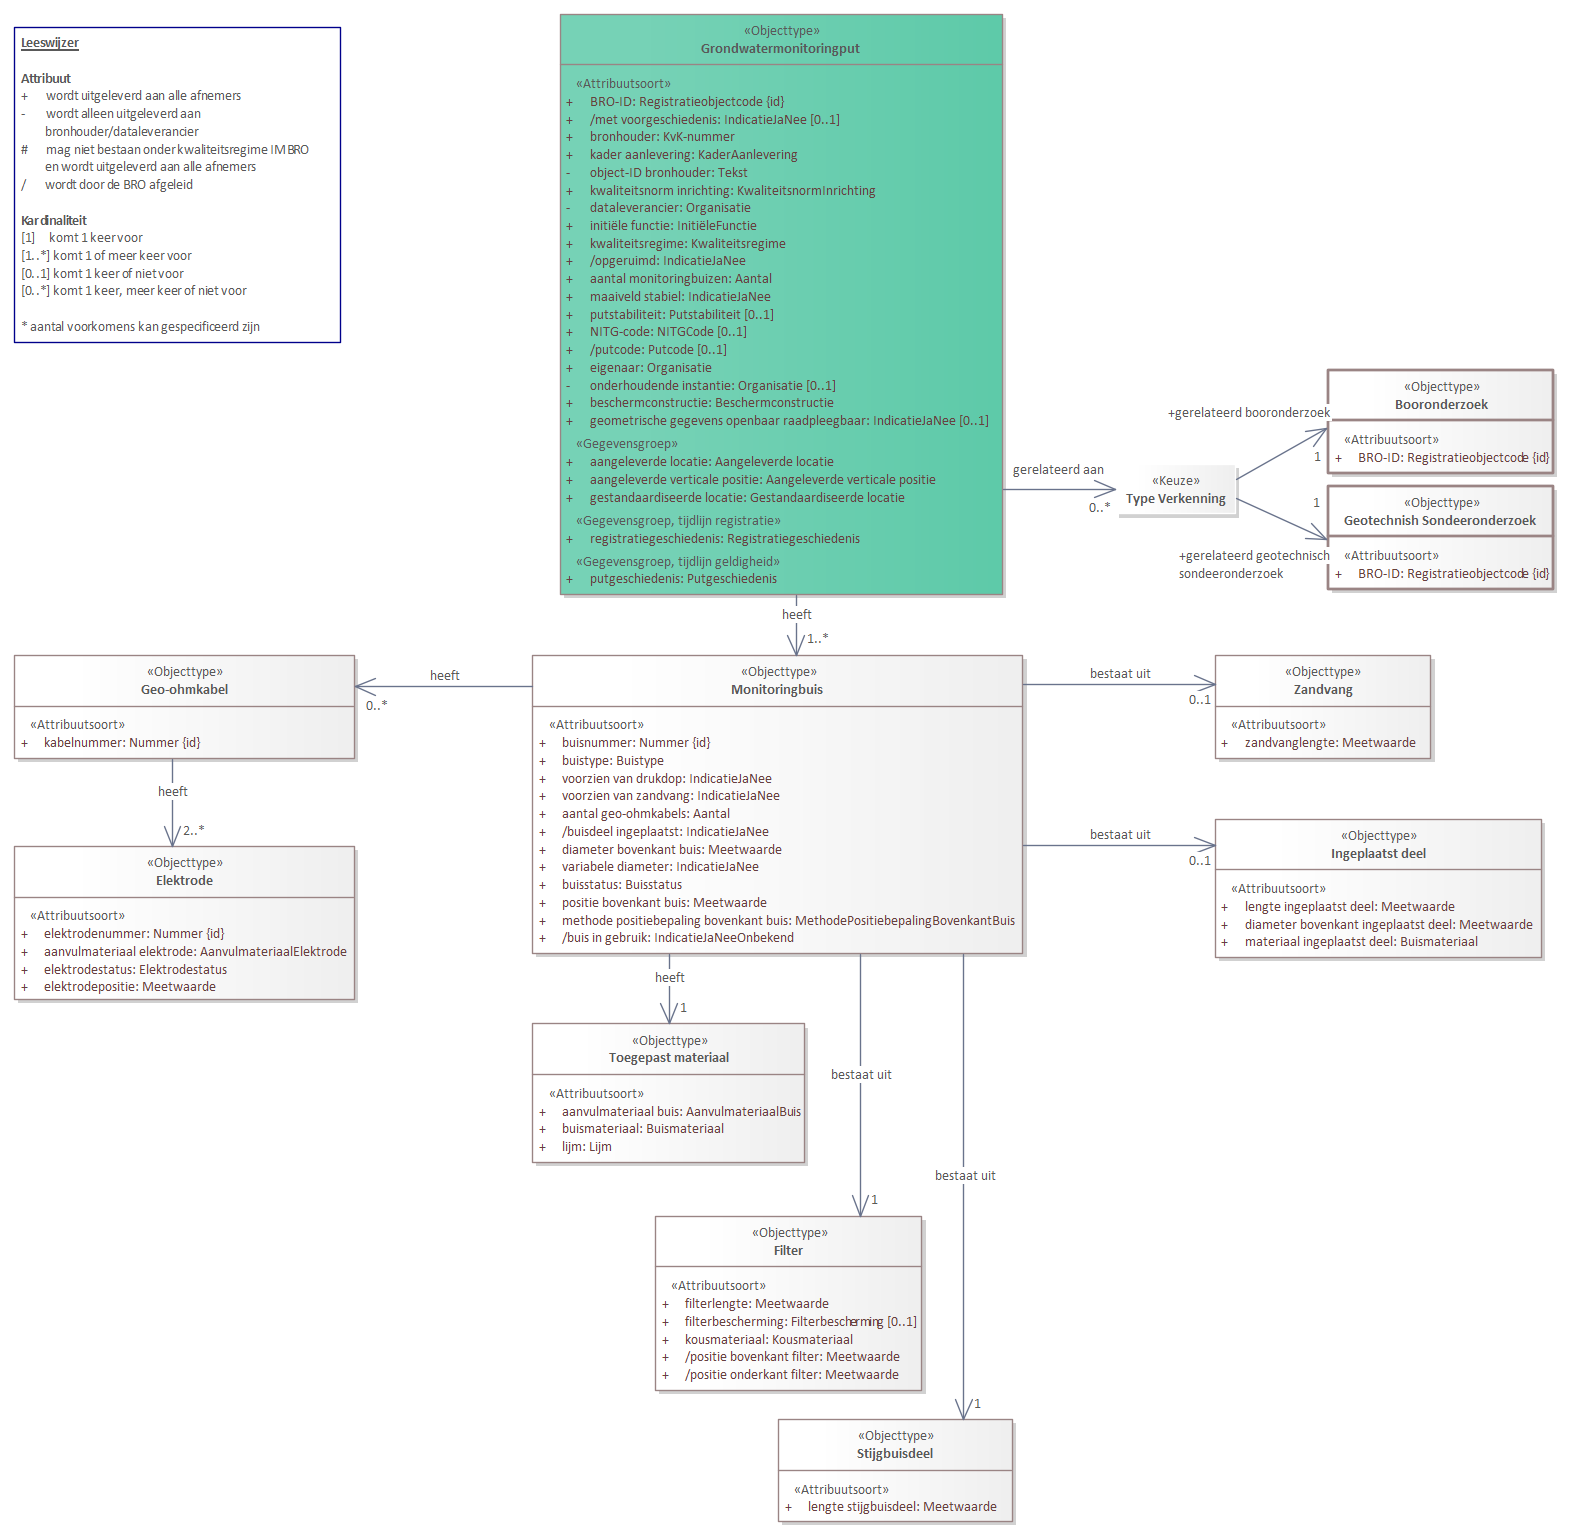 Leeswijzer
Attribuut
+ wordt uitgeleverd aan alle afnemers
- wordt alleen uitgeleverd aan
bronhouder/dataleverancier
# mag niet bestaan onder kwaliteitsregime IMBRO
en wordt uitgeleverd aan alle afnemers
/ wordt door de BRO afgeleid
Kardinaliteit
[1] komt 1 keer voor
[1..*] komt 1 of meer keer voor
[0..1] komt 1 keer of niet voor
[0..*] komt 1 keer, meer keer of niet voor
* aantal voorkomens kan gespecificeerd zijn
«Objecttype»
Grondwatermonitoringput
«Attribuutsoort»
+ BRO-ID: Registratieobjectcode {id}
+ /met voorgeschiedenis: IndicatieJaNee [0..1]
+ bronhouder: KvK-nummer
+ kader aanlevering: KaderAanlevering
- object-ID bronhouder: Tekst
+ kwaliteitsnorm inrichting: KwaliteitsnormInrichting
- dataleverancier: Organisatie
+ initiële functie: InitiëleFunctie
+ kwaliteitsregime: Kwaliteitsregime
+ /opgeruimd: IndicatieJaNee
+ aantal monitoringbuizen: Aantal
+ maaiveld stabiel: IndicatieJaNee
+ putstabiliteit: Putstabiliteit [0..1]
+ NITG-code: NITGCode [0..1]
+ /putcode: Putcode [0..1]
+ eigenaar: Organisatie
- onderhoudende instantie: Organisatie [0..1]
+ beschermconstructie: Beschermconstructie
+ geometrische gegevens openbaar raadpleegbaar: IndicatieJaNee [0..1]
«Gegevensgroep»
+ aangeleverde locatie: Aangeleverde locatie
+ aangeleverde verticale positie: Aangeleverde verticale positie
+ gestandaardiseerde locatie: Gestandaardiseerde locatie
«Gegevensgroep, tijdlijn registratie»
+ registratiegeschiedenis: Registratiegeschiedenis
«Gegevensgroep, tijdlijn geldigheid»
+ putgeschiedenis: Putgeschiedenis
gerelateerd aan
0..*
«Keuze»
Type Verkenning
+gerelateerd booronderzoek
1
«Objecttype»
Booronderzoek
«Attribuutsoort»
+ BRO-ID: Registratieobjectcode {id}
1
+gerelateerd geotechnisch
sondeeronderzoek
«Objecttype»
Geotechnish Sondeeronderzoek
«Attribuutsoort»
+ BRO-ID: Registratieobjectcode {id}
heeft
1..*
«Objecttype»
Monitoringbuis
«Attribuutsoort»
+ buisnummer: Nummer {id}
+ buistype: Buistype
+ voorzien van drukdop: IndicatieJaNee
+ voorzien van zandvang: IndicatieJaNee
+ aantal geo-ohmkabels: Aantal
+ /buisdeel ingeplaatst: IndicatieJaNee
+ diameter bovenkant buis: Meetwaarde
+ variabele diameter: IndicatieJaNee
+ buisstatus: Buisstatus
+ positie bovenkant buis: Meetwaarde
+ methode positiebepaling bovenkant buis: MethodePositiebepalingBovenkantBuis
+ /buis in gebruik: IndicatieJaNeeOnbekend
heeft
0..*
«Objecttype»
Geo-ohmkabel
«Attribuutsoort»
+ kabelnummer: Nummer {id}
heeft
2..*
«Objecttype»
Elektrode
«Attribuutsoort»
+ elektrodenummer: Nummer {id}
+ aanvulmateriaal elektrode: AanvulmateriaalElektrode
+ elektrodestatus: Elektrodestatus
+ elektrodepositie: Meetwaarde
bestaat uit
0..1
«Objecttype»
Zandvang
«Attribuutsoort»
+ zandvanglengte: Meetwaarde
bestaat uit
0..1
«Objecttype»
Ingeplaatst deel
«Attribuutsoort»
+ lengte ingeplaatst deel: Meetwaarde
+ diameter bovenkant ingeplaatst deel: Meetwaarde
+ materiaal ingeplaatst deel: Buismateriaal
heeft
1
«Objecttype»
Toegepast materiaal
«Attribuutsoort»
+ aanvulmateriaal buis: AanvulmateriaalBuis
+ buismateriaal: Buismateriaal
+ lijm: Lijm
bestaat uit
1
«Objecttype»
Filter
«Attribuutsoort»
+ filterlengte: Meetwaarde
+ filterbescherming: Filterbescherming [0..1]
+ kousmateriaal: Kousmateriaal
+ /positie bovenkant filter: Meetwaarde
+ /positie onderkant filter: Meetwaarde
bestaat uit
1
«Objecttype»
Stijgbuisdeel
«Attribuutsoort»
+ lengte stijgbuisdeel: Meetwaarde